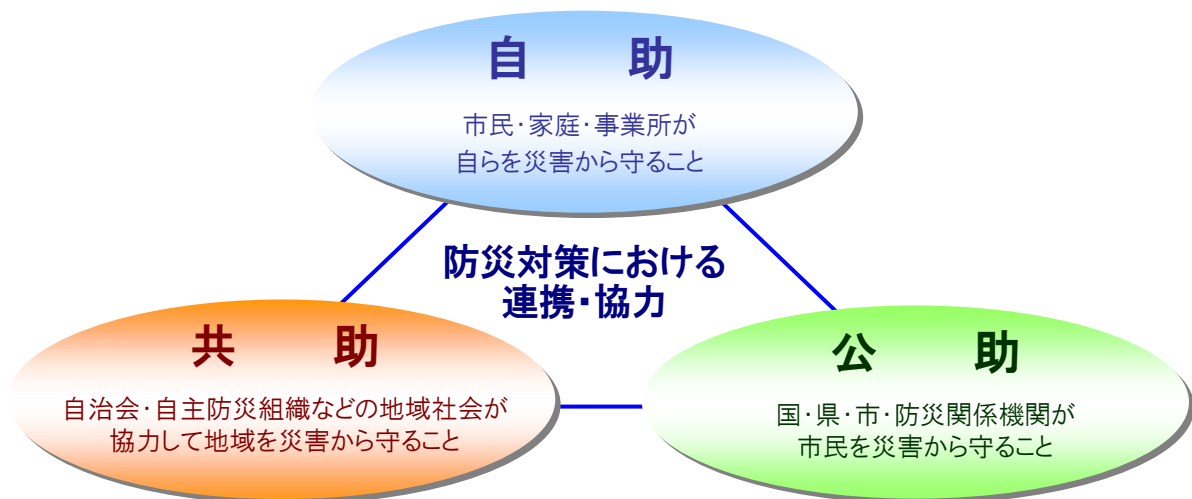 自　助
市民・家庭・事業所が
自らを災害から守ること
防災対策における
連携・協力
共　助
自治会・自主防災組織などの地域社会が
協力して地域を災害から守ること
公　助
国・県・市・防災関係機関が
市民を災害から守ること